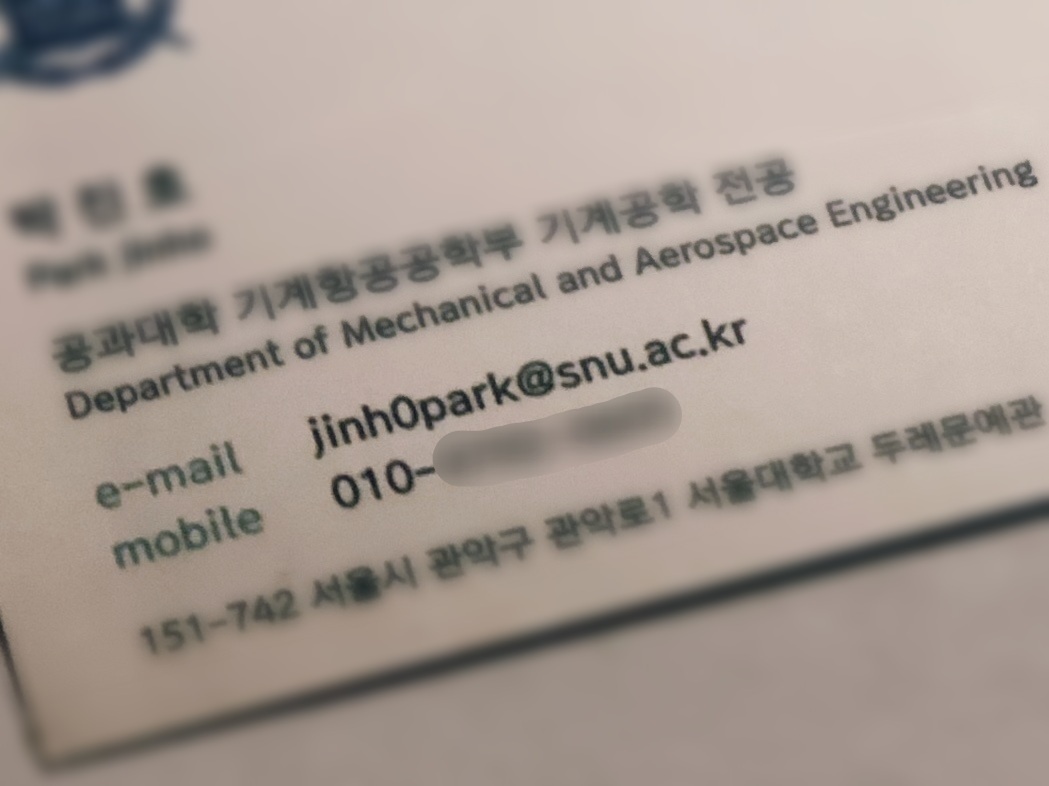 박진호
Park Jinho
공과대학 기계항공공학부 기계공학 전공
Department of Mechanical and Aerospace Engineering
e-mail jinh0park@snu.ac.kr
mobile 010-
151-742 서울시 관악구 관악로1 서울대학교 두레문예관